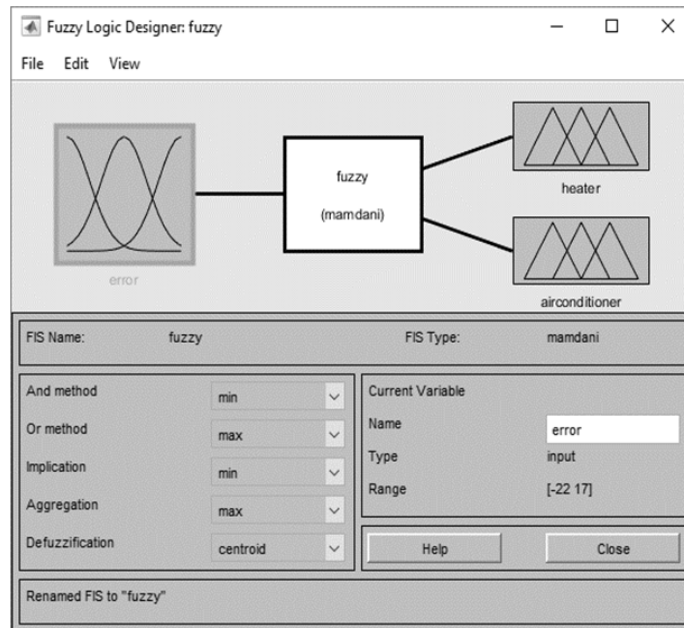 Fuzzy Logic Designer: fuzzy
File Edit View
fuzzy
(mamdani)
heater
error
airconditioner
FIS Name: fuzzy FIS Type: mamdani
And method min
Or method max
Implication min
Aggregation max
Defuzzification centroid
Current Variable
Name error
Type input
Range [-22 17]
Help Close
Renamed FIS to "fuzzy"